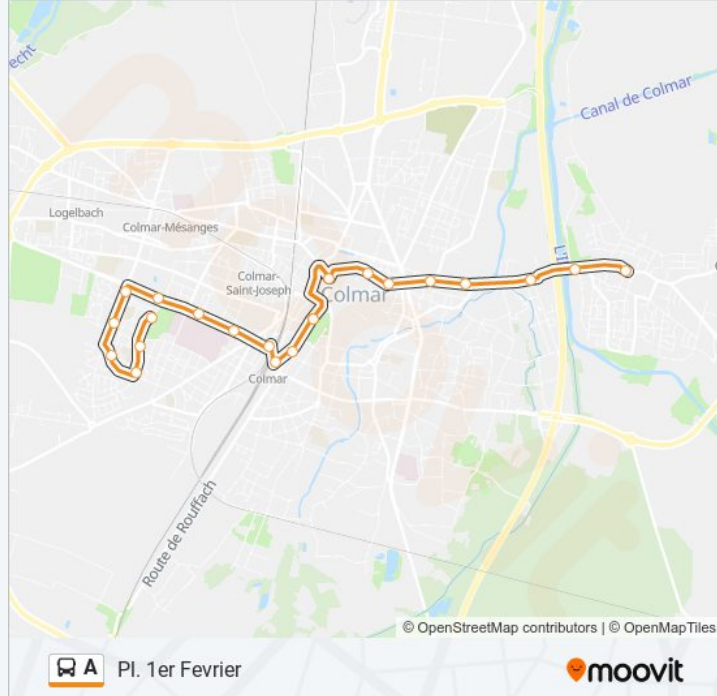 echt
Canal de Colmar
Logelbach
Colmar-Mésanges
L'Il
Colmar-
Saint-Joseph
Colmar
Colmar
Route de Rouffach
© OpenStreetMap contributors | © OpenMapTiles
A Pl. 1er Fevrier
moovit